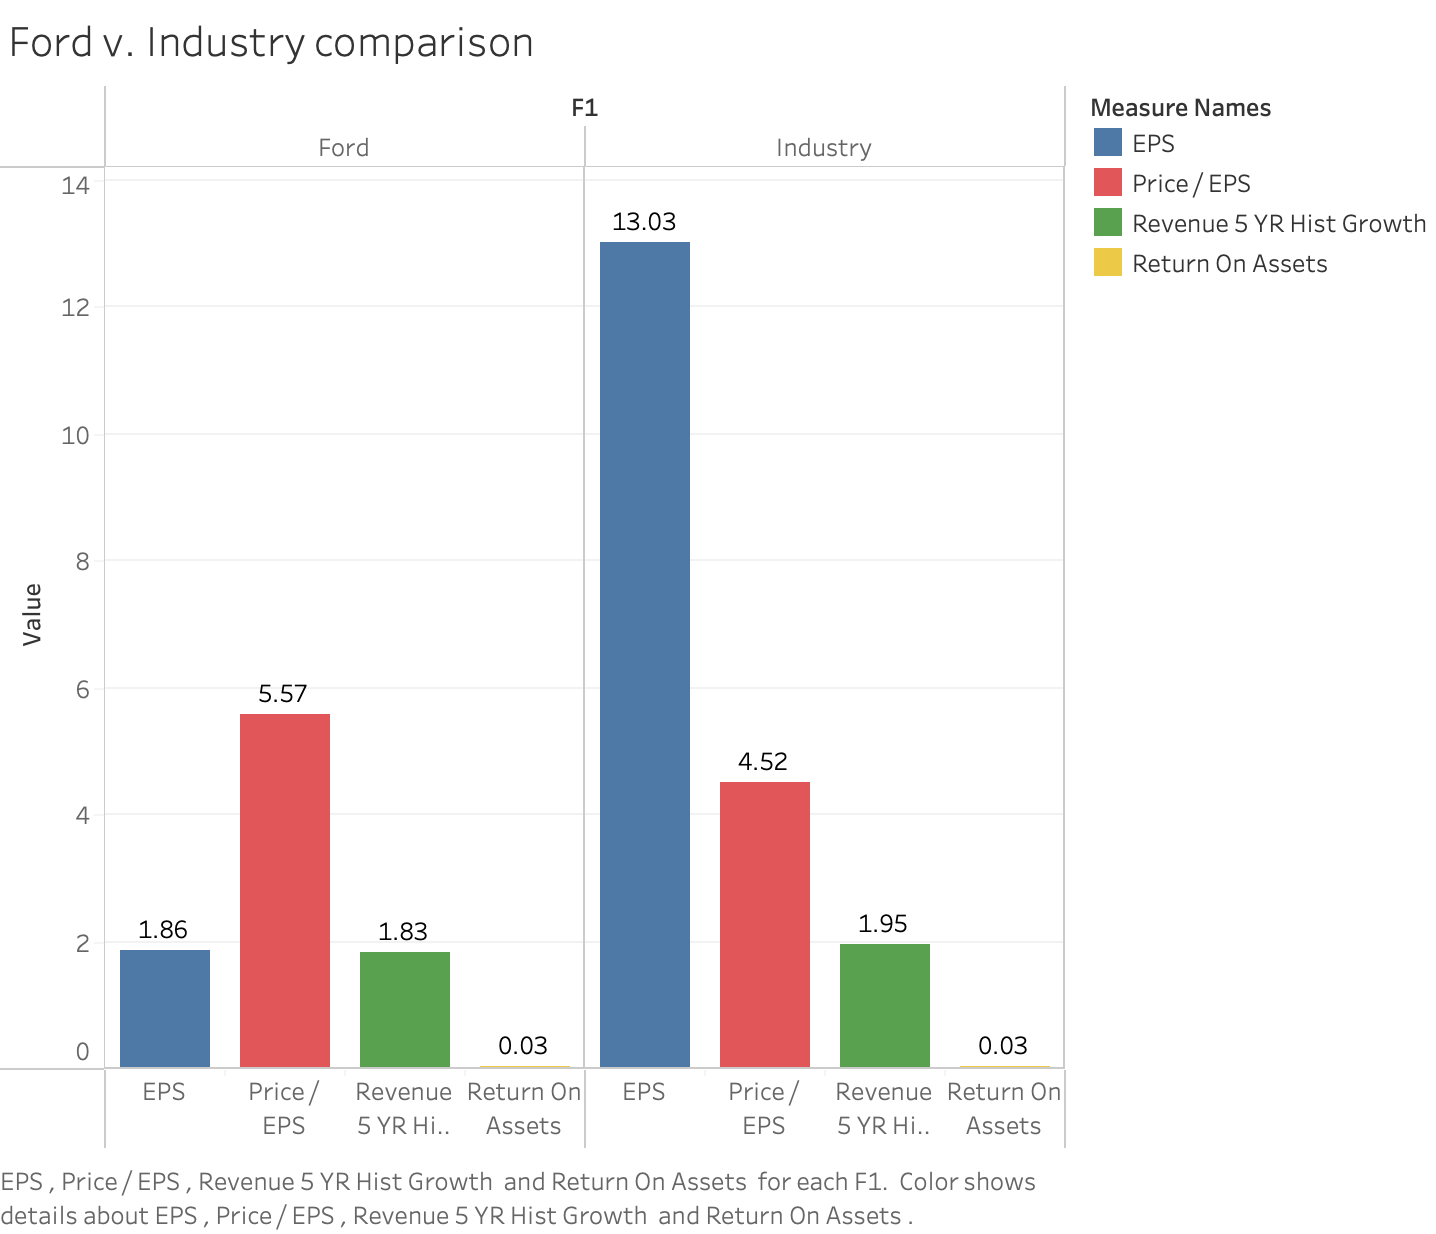 Ford v. Industry comparison
F1
Ford Industry
Measure Names
EPS
Price / EPS
Revenue 5 YR Hist Growth
Return On Assets
Value
14
12
10
8
6
4
2
0
1.86
5.57
1.83
0.03
13.03
4.52
1.95
0.03
EPS
Price /
EPS
Revenue
5 YR Hi..
Return On
Assets
EPS
Price /
EPS
Revenue
5 YR Hi..
Return On
Assets
EPS , Price / EPS , Revenue 5 YR Hist Growth  and Return On Assets  for each F1.  Color shows
details about EPS , Price / EPS , Revenue 5 YR Hist Growth  and Return On Assets .